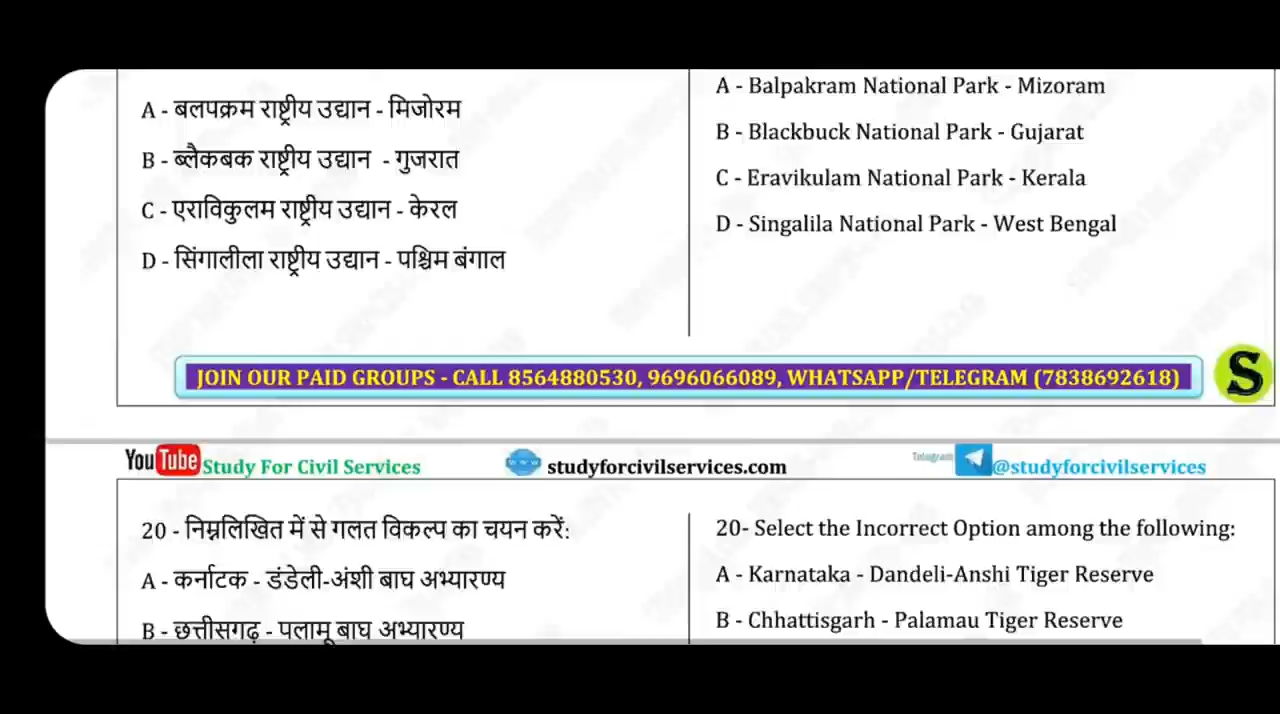 A - बलपक्रम राष्ट्रीय उद्यान - मिजोरम
B - ब्लैकबक राष्ट्रीय उद्यान - गुजरात
C - एराविकुलम राष्ट्रीय उद्यान - केरल
D - सिंगालीला राष्ट्रीय उद्यान - पश्चिम बंगाल
A - Balpakram National Park - Mizoram
B - Blackbuck National Park - Gujarat
C - Eravikulam National Park - Kerala
D - Singalila National Park - West Bengal
JOIN OUR PAID GROUPS - CALL 8564880530, 9696066089, WHATSAPP/TELEGRAM (7838692618)
S
YouTube Study For Civil Services
www studyforcivilservices.com
Telegram @studyforcivilservices
20 - निम्नलिखित में से गलत विकल्प का चयन करें:
A - कर्नाटक - डंडेली-अंशी बाघ अभ्यारण्य
B - छत्तीसगढ़ - पलामू बाघ अभ्यारण्य
20- Select the Incorrect Option among the following:
A - Karnataka - Dandeli-Anshi Tiger Reserve
B - Chhattisgarh - Palamau Tiger Reserve